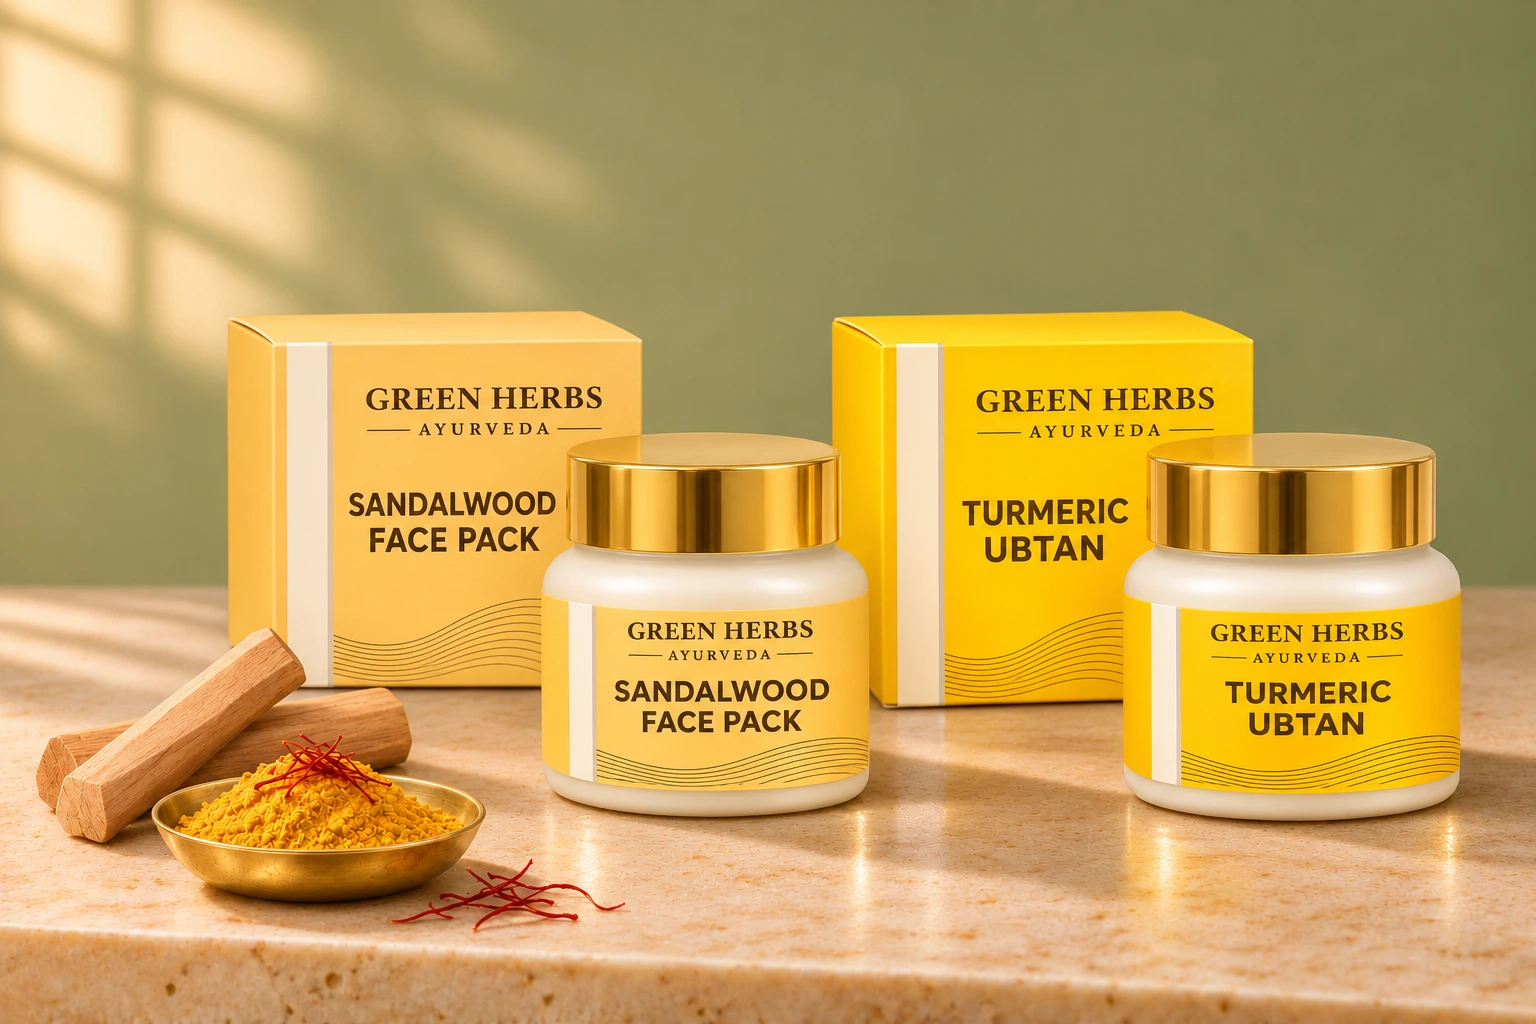 GREEN HERBS
AYURVEDA
SANDALWOOD
FACE PACK
GREEN HERBS
AYURVEDA
TURMERIC
UBTAN
GREEN HERBS
AYURVEDA
SANDALWOOD
FACE PACK
GREEN HERBS
AYURVEDA
TURMERIC
UBTAN